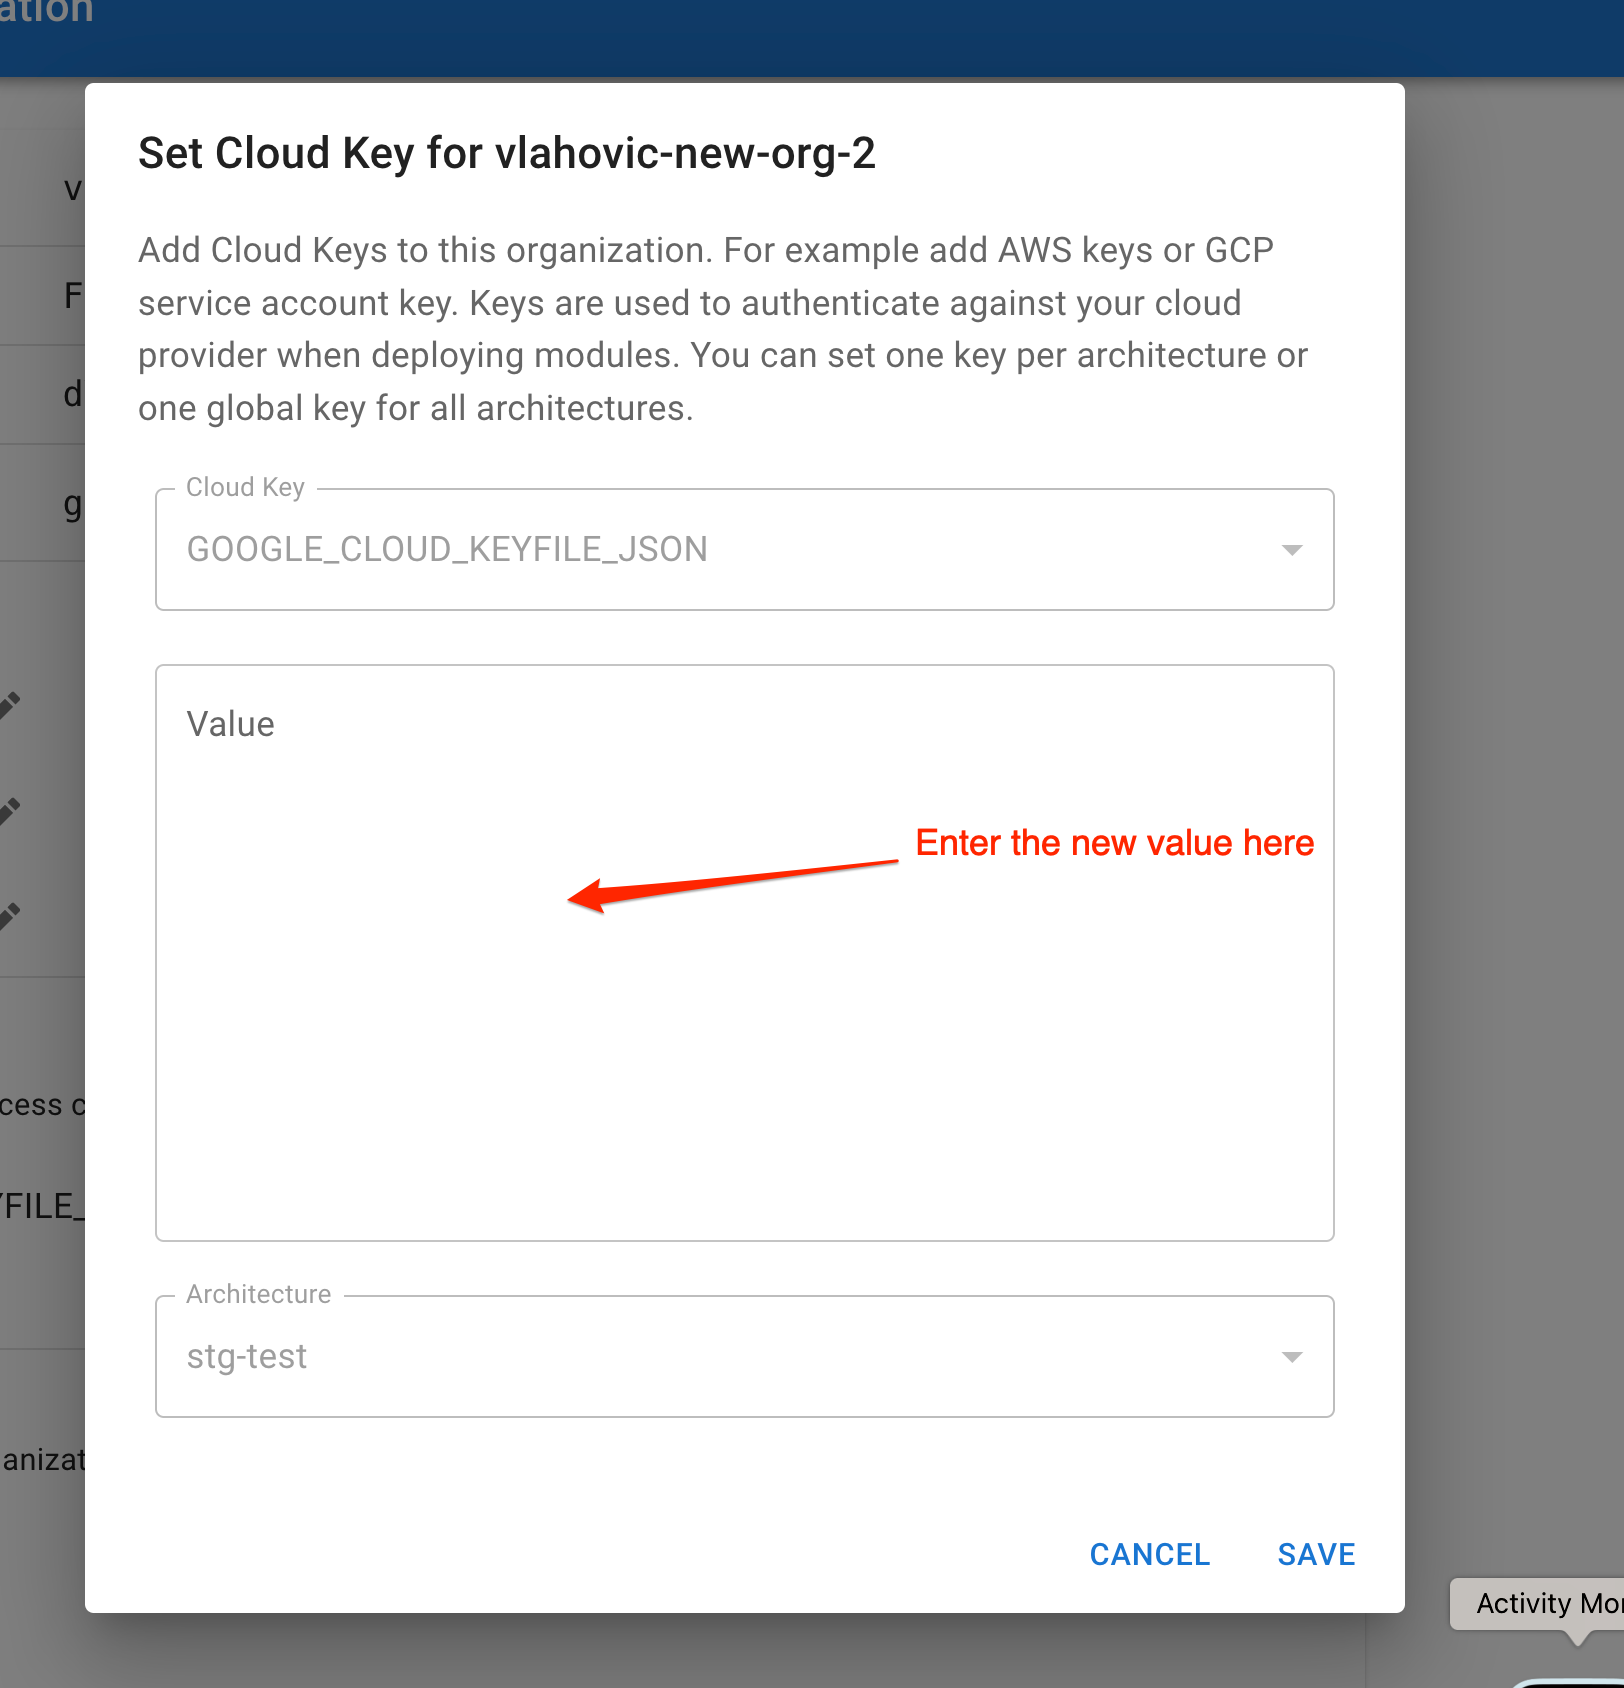 ation
Set Cloud Key for vlahovic-new-org-2
v
Add Cloud Keys to this organization. For example add AWS keys or GCP
F
service account key. Keys are used to authenticate against your cloud
provider when deploying modules. You can set one key per architecture or
d
one global key for all architectures.
Cloud Key
g
GOOGLE_CLOUD_KEYFILE_JSON
Value
Enter the new value here
cess c
YFILE_
Architecture
stg-test
anizat
CANCEL SAVE
Activity Mon